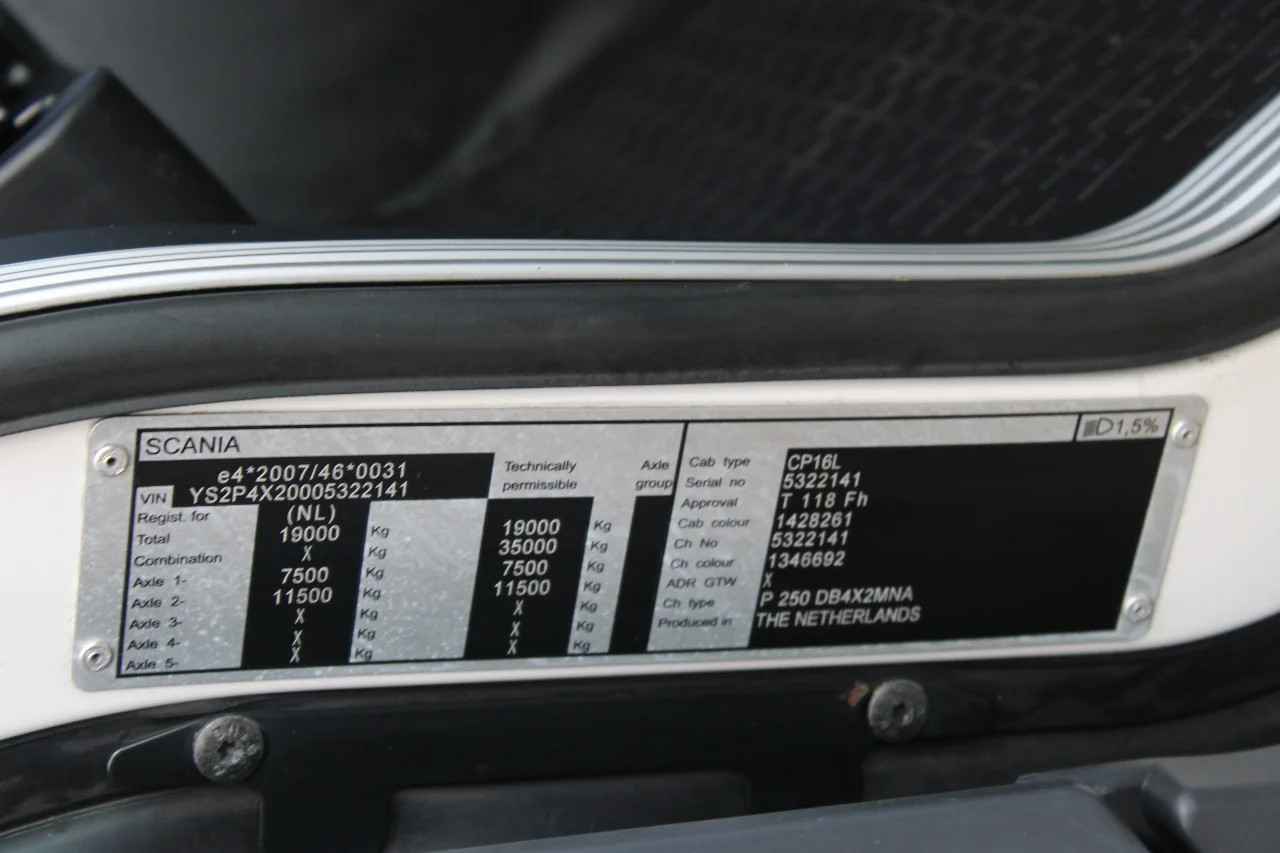 SCANIA
e4*2007/46*0031
VIN YS2P4X20005322141
Technically permissible
Axle group
Regist. for (NL)
Total 19000 Kg 19000 Kg
Combination X Kg 35000 Kg
Axle 1- 7500 Kg 7500 Kg
Axle 2- 11500 Kg 11500 Kg
Axle 3- X Kg X Kg
Axle 4- X Kg X Kg
Axle 5- X Kg X Kg
D1,5%
Cab type CP16L
Serial no 5322141
Approval T 118 Fh
Cab colour 1428261
Ch No 5322141
Ch colour 1346692
ADR GTW X
Ch type P 250 DB4X2MNA
Produced in THE NETHERLANDS